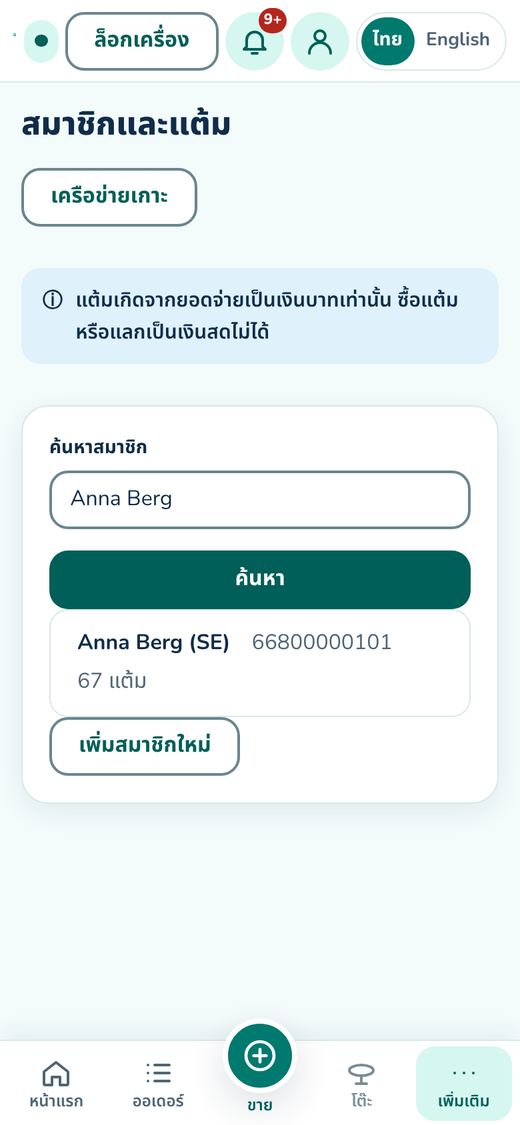 ล็อกเครื่อง
9+
ไทย
English
สมาชิกและแต้ม
เครือข่ายเกาะ
แต้มเกิดจากยอดจ่ายเป็นเงินบาทเท่านั้น ซื้อแต้ม
หรือแลกเป็นเงินสดไม่ได้
ค้นหาสมาชิก
Anna Berg
ค้นหา
Anna Berg (SE) 66800000101
67 แต้ม
เพิ่มสมาชิกใหม่
หน้าแรก
ออเดอร์
ขาย
โต๊ะ
เพิ่มเติม